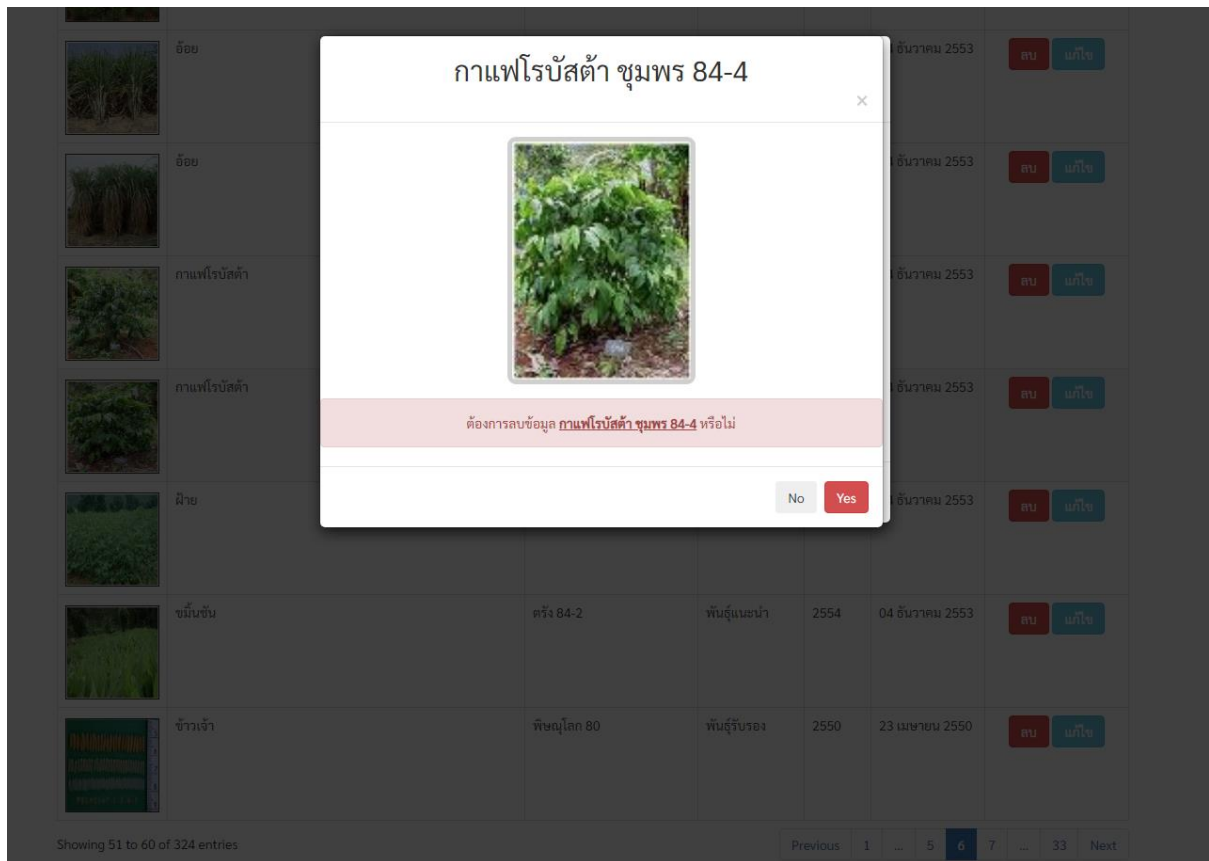 อ้อย
ธันวาคม 2553
ลบ แก้ไข
กาแฟโรบัสต้า ชุมพร 84-4
×
อ้อย
ธันวาคม 2553
ลบ แก้ไข
กาแฟโรบัสต้า
ธันวาคม 2553
ลบ แก้ไข
กาแฟโรบัสต้า
ธันวาคม 2553
ลบ แก้ไข
ต้องการลบข้อมูล กาแฟโรบัสต้า ชุมพร 84-4 หรือไม่
No Yes
ฝ้าย
ธันวาคม 2553
ลบ แก้ไข
ขมิ้นชัน ตรัง 84-2 พันธุ์แนะนำ 2554 04 ธันวาคม 2553 ลบ แก้ไข
ข้าวเจ้า พิษณุโลก 80 พันธุ์รับรอง 2550 23 เมษายน 2550 ลบ แก้ไข
Showing 51 to 60 of 324 entries
Previous 1 ... 5 6 7 ... 33 Next